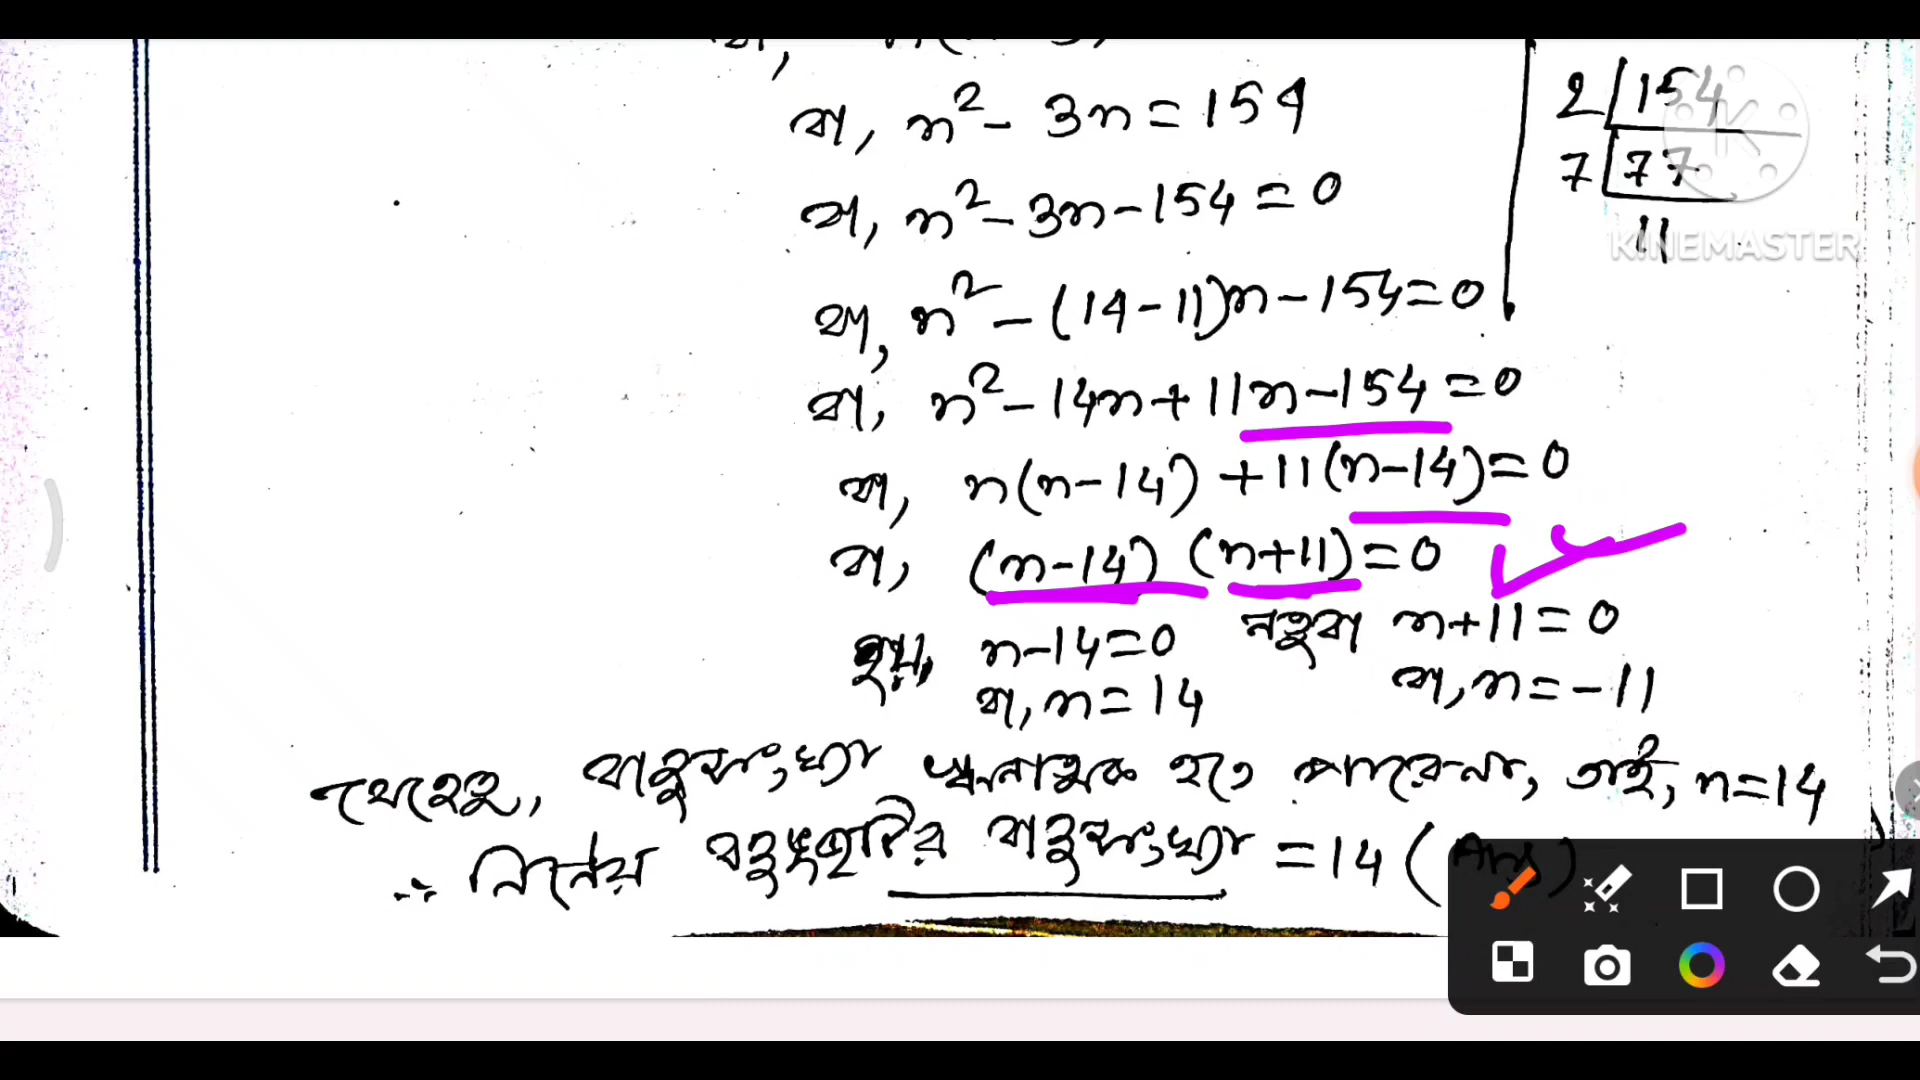 বা, n² - 3n = 154
বা, n² - 3n - 154 = 0
বা, n² - (14 - 11)n - 154 = 0
বা, n² - 14n + 11n - 154 = 0
বা, n(n - 14) + 11(n - 14) = 0
বা, (n - 14) (n + 11) = 0
হয়, n - 14 = 0 নতুবা n + 11 = 0
বা, n = 14 বা, n = -11
যেহেতু, বাহুসংখ্যা ঋনাত্মক হতে পারে না, তাই, n = 14
∴ নির্ণেয় বহুভূজটির বাহুসংখ্যা = 14 (Ans)
2 | 154
7 | 77
11
KINEMASTER